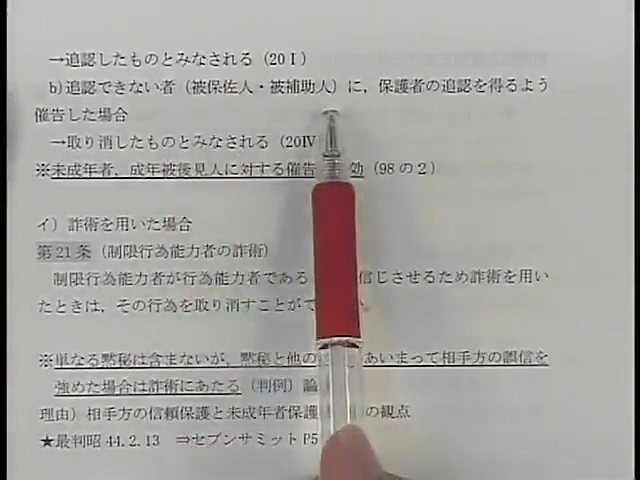 →追認したものとみなされる（20Ⅰ）
b）追認できない者（被保佐人・被補助人）に，保護者の追認を得るよう
催告した場合
→取り消したものとみなされる（20Ⅳ
※未成年者、成年被後見人に対する催告 効（98の2）
イ）詐術を用いた場合
第21条（制限行為能力者の詐術）
制限行為能力者が行為能力者である 信じさせるため詐術を用い
たときは，その行為を取り消すことがで い。
※単なる黙秘は含まないが、黙秘と他の あいまって相手方の誤信を
強めた場合は詐術にあたる（判例）論
理由）相手方の信頼保護と未成年者保護 の観点
★最判昭44.2.13 ⇒セブンサミットP5